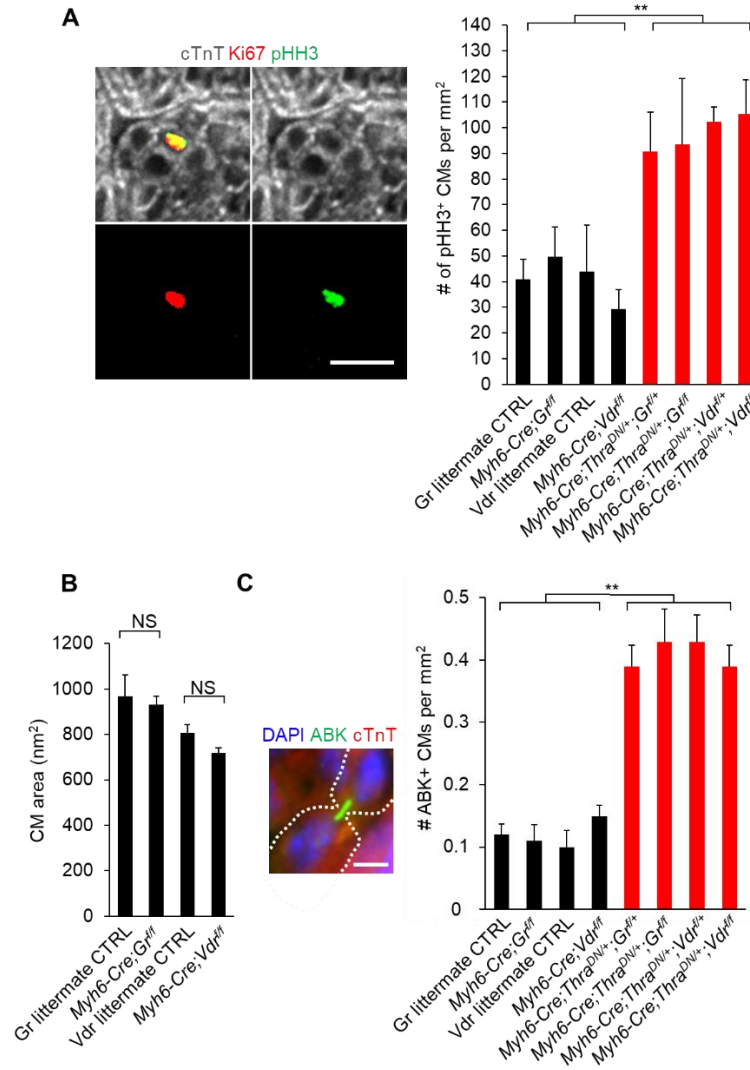 A
cTnT Ki67 pHH3
# of pHH3+ CMs per mm2
140
130
120
110
100
90
80
70
60
50
40
30
20
10
0
**
Gr littermate CTRL
Myh6-Cre;Grf/f
Vdr littermate CTRL
Myh6-Cre;Vdrf/f
Myh6-Cre;ThraDN/+;Grf/+
Myh6-Cre;ThraDN/+;Grf/f
Myh6-Cre;ThraDN/+;Vdrf/+
Myh6-Cre;ThraDN/+;Vdrf/f
B
CM area (nm2)
1200
1000
800
600
400
200
0
NS
NS
Gr littermate CTRL
Myh6-Cre;Grf/f
Vdr littermate CTRL
Myh6-Cre;Vdrf/f
C
DAPI ABK cTnT
# ABK+ CMs per mm2
0.5
0.4
0.3
0.2
0.1
0
**
Gr littermate CTRL
Myh6-Cre;Grf/f
Vdr littermate CTRL
Myh6-Cre;Vdrf/f
Myh6-Cre;ThraDN/+;Grf/+
Myh6-Cre;ThraDN/+;Grf/f
Myh6-Cre;ThraDN/+;Vdrf/+
Myh6-Cre;ThraDN/+;Vdrf/f